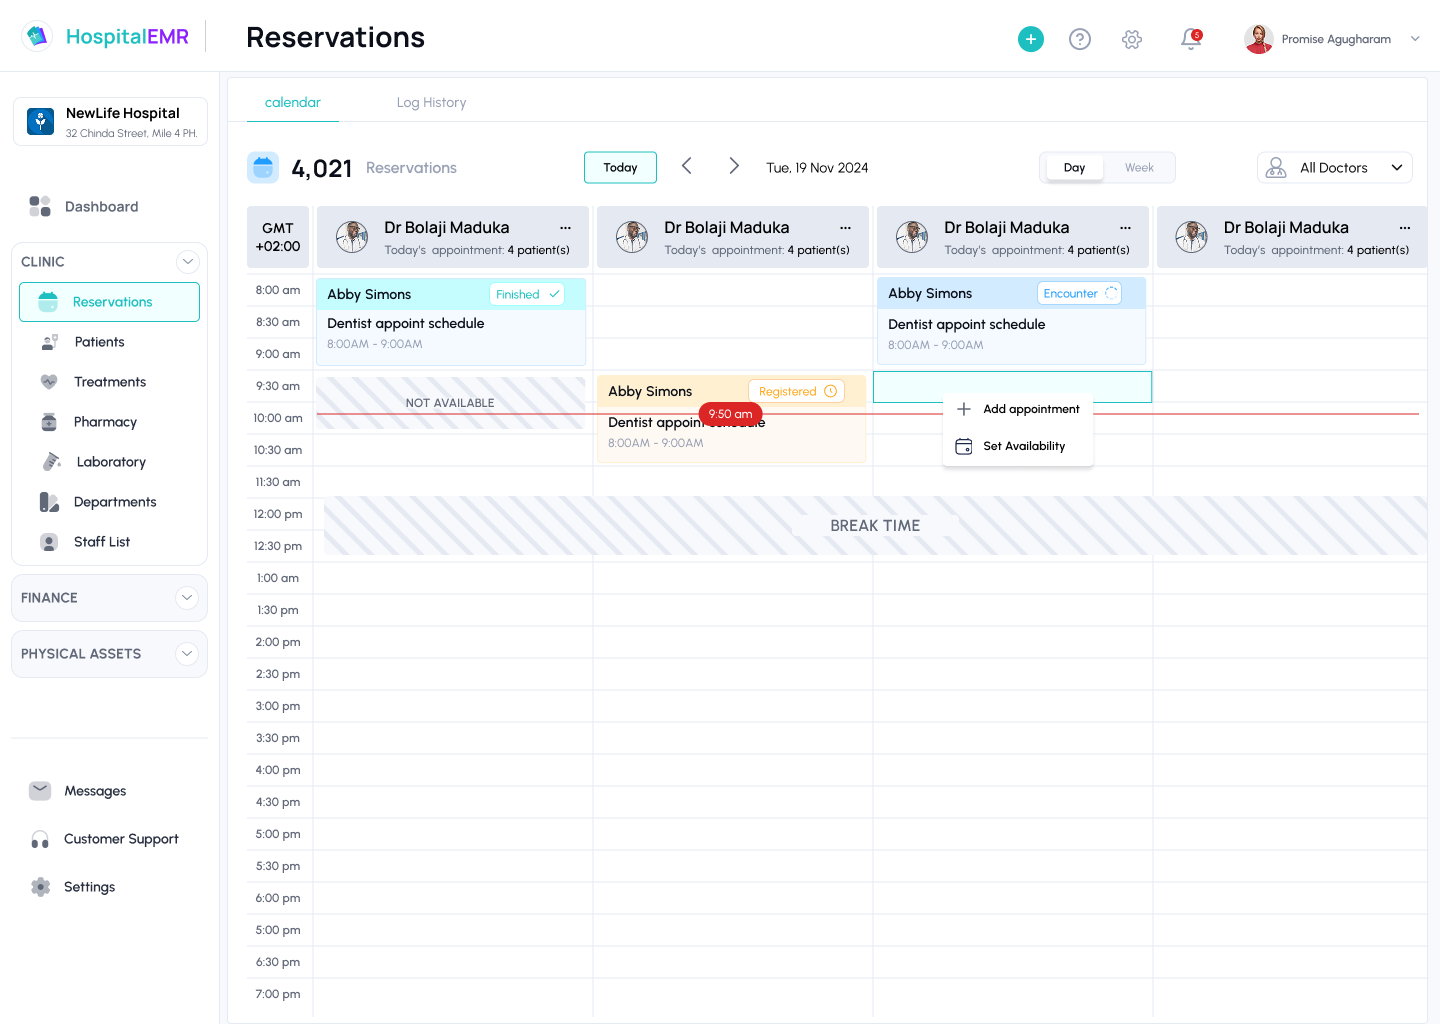 HospitalEMR
Reservations
5
Promise Agugharam
NewLife Hospital
32 Chinda Street, Mile 4 PH.
Dashboard
CLINIC
Reservations
Patients
Treatments
Pharmacy
Laboratory
Departments
Staff List
FINANCE
PHYSICAL ASSETS
Messages
Customer Support
Settings
calendar
Log History
4,021 Reservations
Today
Tue, 19 Nov 2024
Day
Week
All Doctors
GMT
+02:00
Dr Bolaji Maduka ...
Today's appointment: 4 patient(s)
Dr Bolaji Maduka ...
Today's appointment: 4 patient(s)
Dr Bolaji Maduka ...
Today's appointment: 4 patient(s)
Dr Bolaji Maduka ...
Today's appointment: 4 patient(s)
8:00 am
8:30 am
9:00 am
9:30 am
10:00 am
10:30 am
11:30 am
12:00 pm
12:30 pm
1:00 am
1:30 pm
2:00 pm
2:30 pm
3:00 pm
3:30 pm
4:00 pm
4:30 pm
5:00 pm
5:30 pm
6:00 pm
5:00 pm
6:30 pm
7:00 pm
Abby Simons
Finished
Dentist appoint schedule
8:00AM - 9:00AM
NOT AVAILABLE
Abby Simons
Registered
9:50 am
Dentist appoint schedule
8:00AM - 9:00AM
Abby Simons
Encounter
Dentist appoint schedule
8:00AM - 9:00AM
Add appointment
Set Availability
BREAK TIME